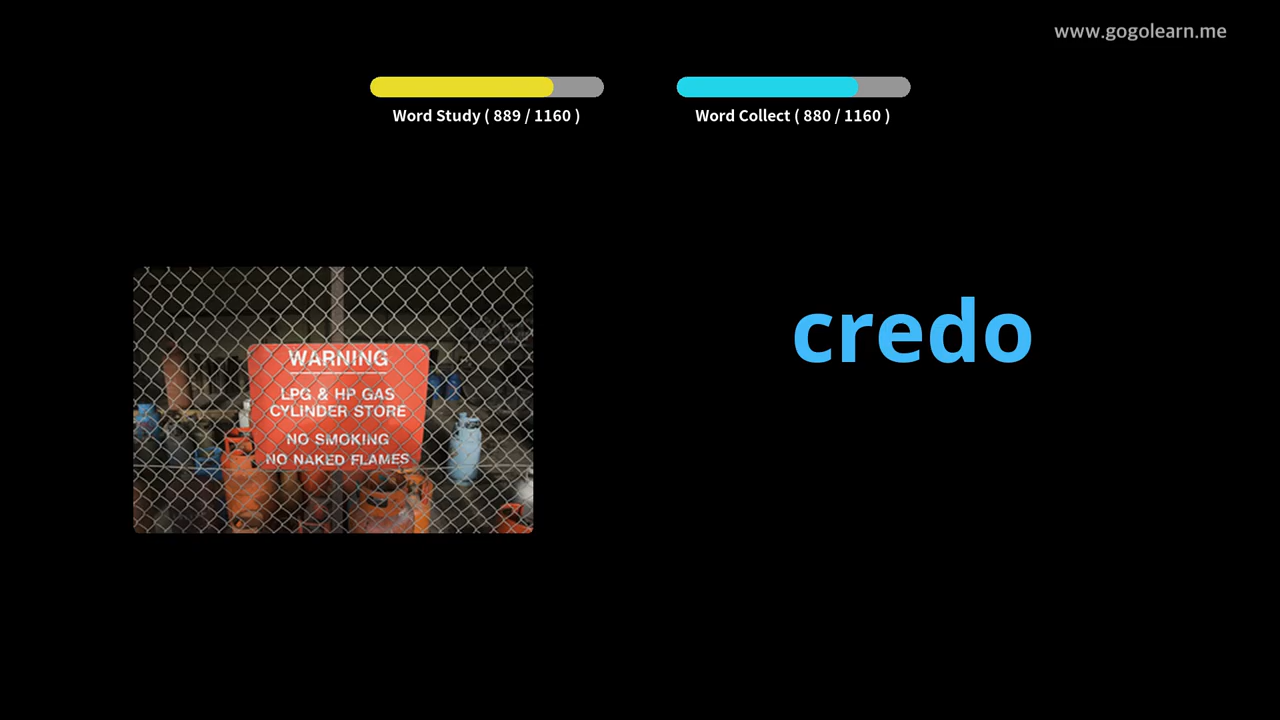 www.gogolearn.me
Word Study ( 889 / 1160 )
Word Collect ( 880 / 1160 )
credo
WARNING
LPG & HP GAS
CYLINDER STORE
NO SMOKING
NO NAKED FLAMES